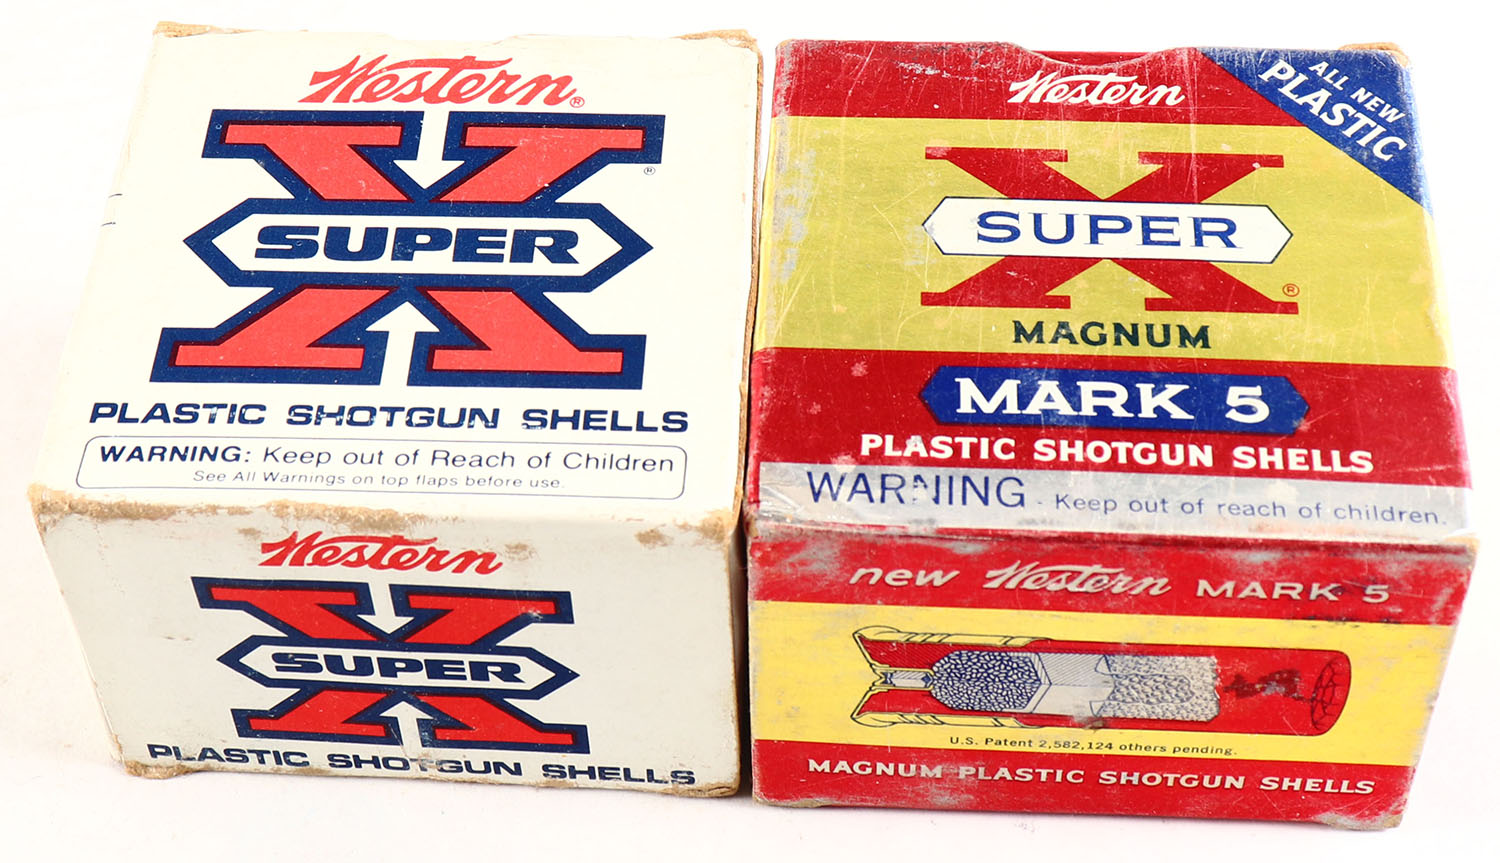 Western®
X®
SUPER
PLASTIC SHOTGUN SHELLS
WARNING: Keep out of Reach of Children
See All Warnings on top flaps before use.
Western
X
SUPER
PLASTIC SHOTGUN SHELLS
Western
ALL NEW
PLASTIC
X®
SUPER
MAGNUM
MARK 5
PLASTIC SHOTGUN SHELLS
WARNING - Keep out of reach of children.
new Western MARK 5
U.S. Patent 2,582,124 others pending.
MAGNUM PLASTIC SHOTGUN SHELLS